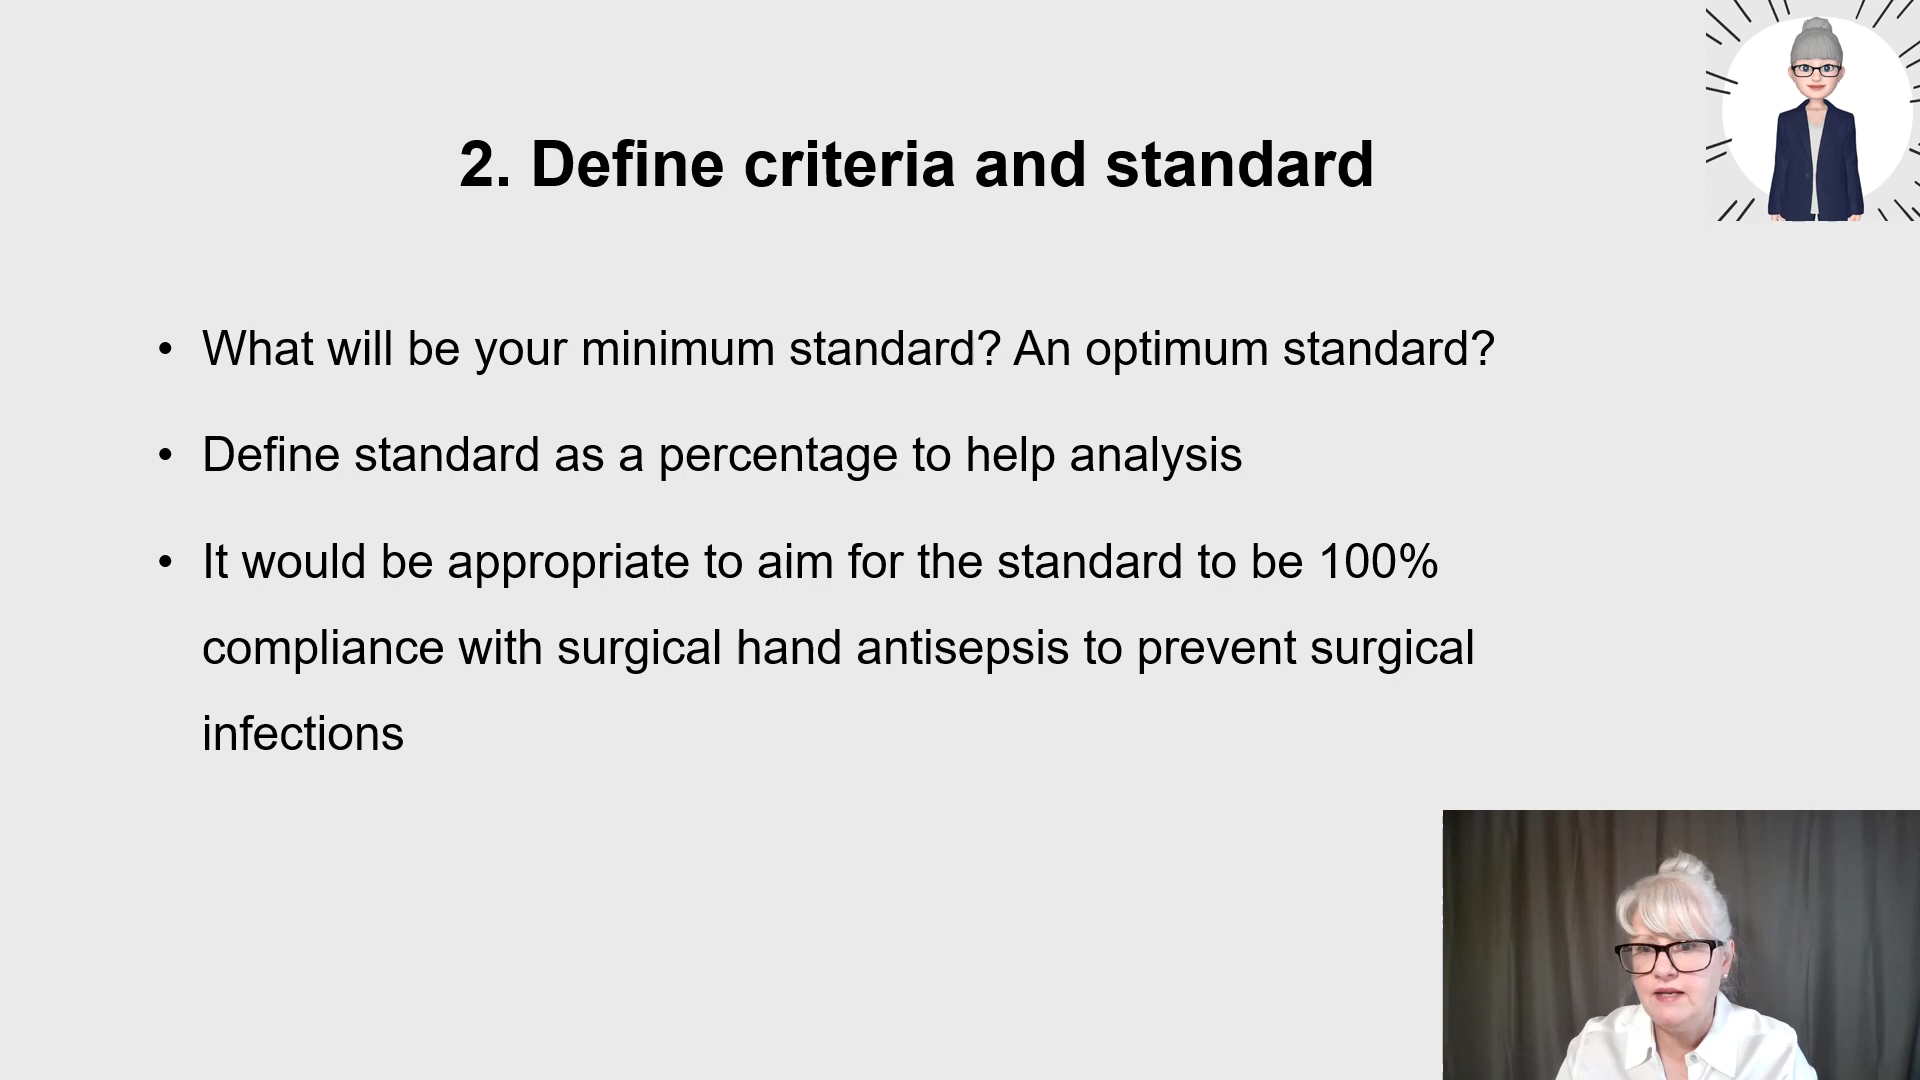 2. Define criteria and standard
• What will be your minimum standard? An optimum standard?
• Define standard as a percentage to help analysis
• It would be appropriate to aim for the standard to be 100%
compliance with surgical hand antisepsis to prevent surgical
infections